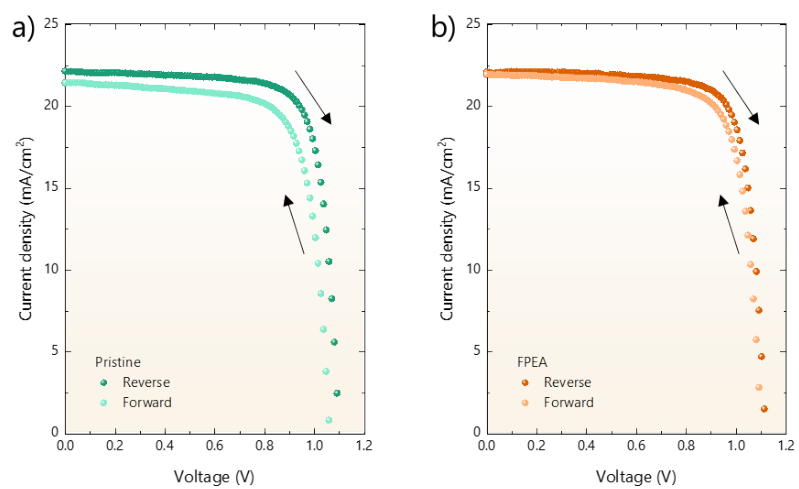 a)
25
20
15
10
5
0
0.0 0.2 0.4 0.6 0.8 1.0 1.2
Current density (mA/cm²)
Voltage (V)
Pristine
Reverse
Forward
b)
25
20
15
10
5
0
0.0 0.2 0.4 0.6 0.8 1.0 1.2
Current density (mA/cm²)
Voltage (V)
FPEA
Reverse
Forward